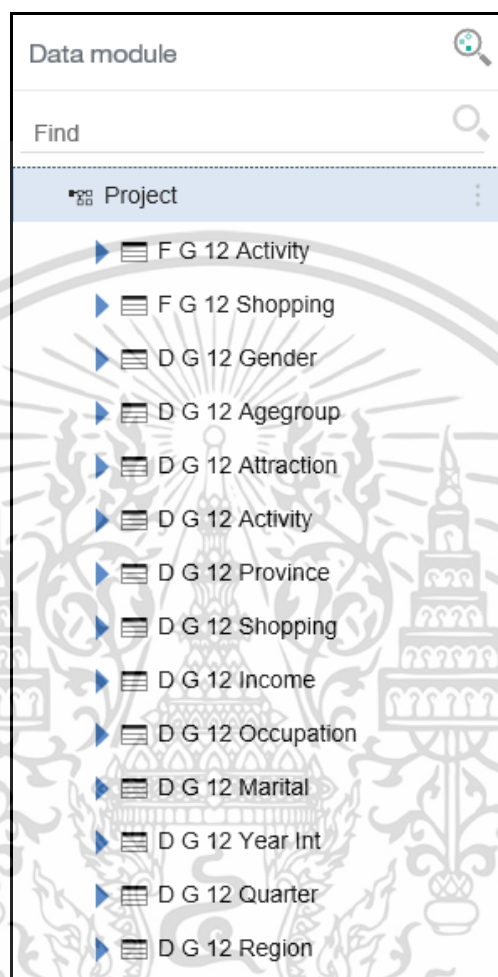 Data module
Find
Project
F G 12 Activity
F G 12 Shopping
D G 12 Gender
D G 12 Agegroup
D G 12 Attraction
D G 12 Activity
D G 12 Province
D G 12 Shopping
D G 12 Income
D G 12 Occupation
D G 12 Marital
D G 12 Year Int
D G 12 Quarter
D G 12 Region